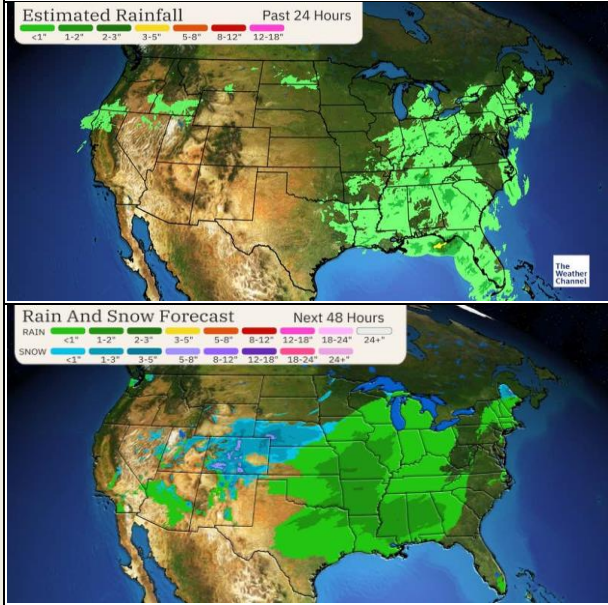 Estimated Rainfall Past 24 Hours
<1" 1-2" 2-3" 3-5" 5-8" 8-12" 12-18"
The
Weather
Channel
Rain And Snow Forecast Next 48 Hours
RAIN
<1" 1-2" 2-3" 3-5" 5-8" 8-12" 12-18" 18-24" 24+"
SNOW
<1" 1-3" 3-5" 5-8" 8-12" 12-18" 18-24" 24+"